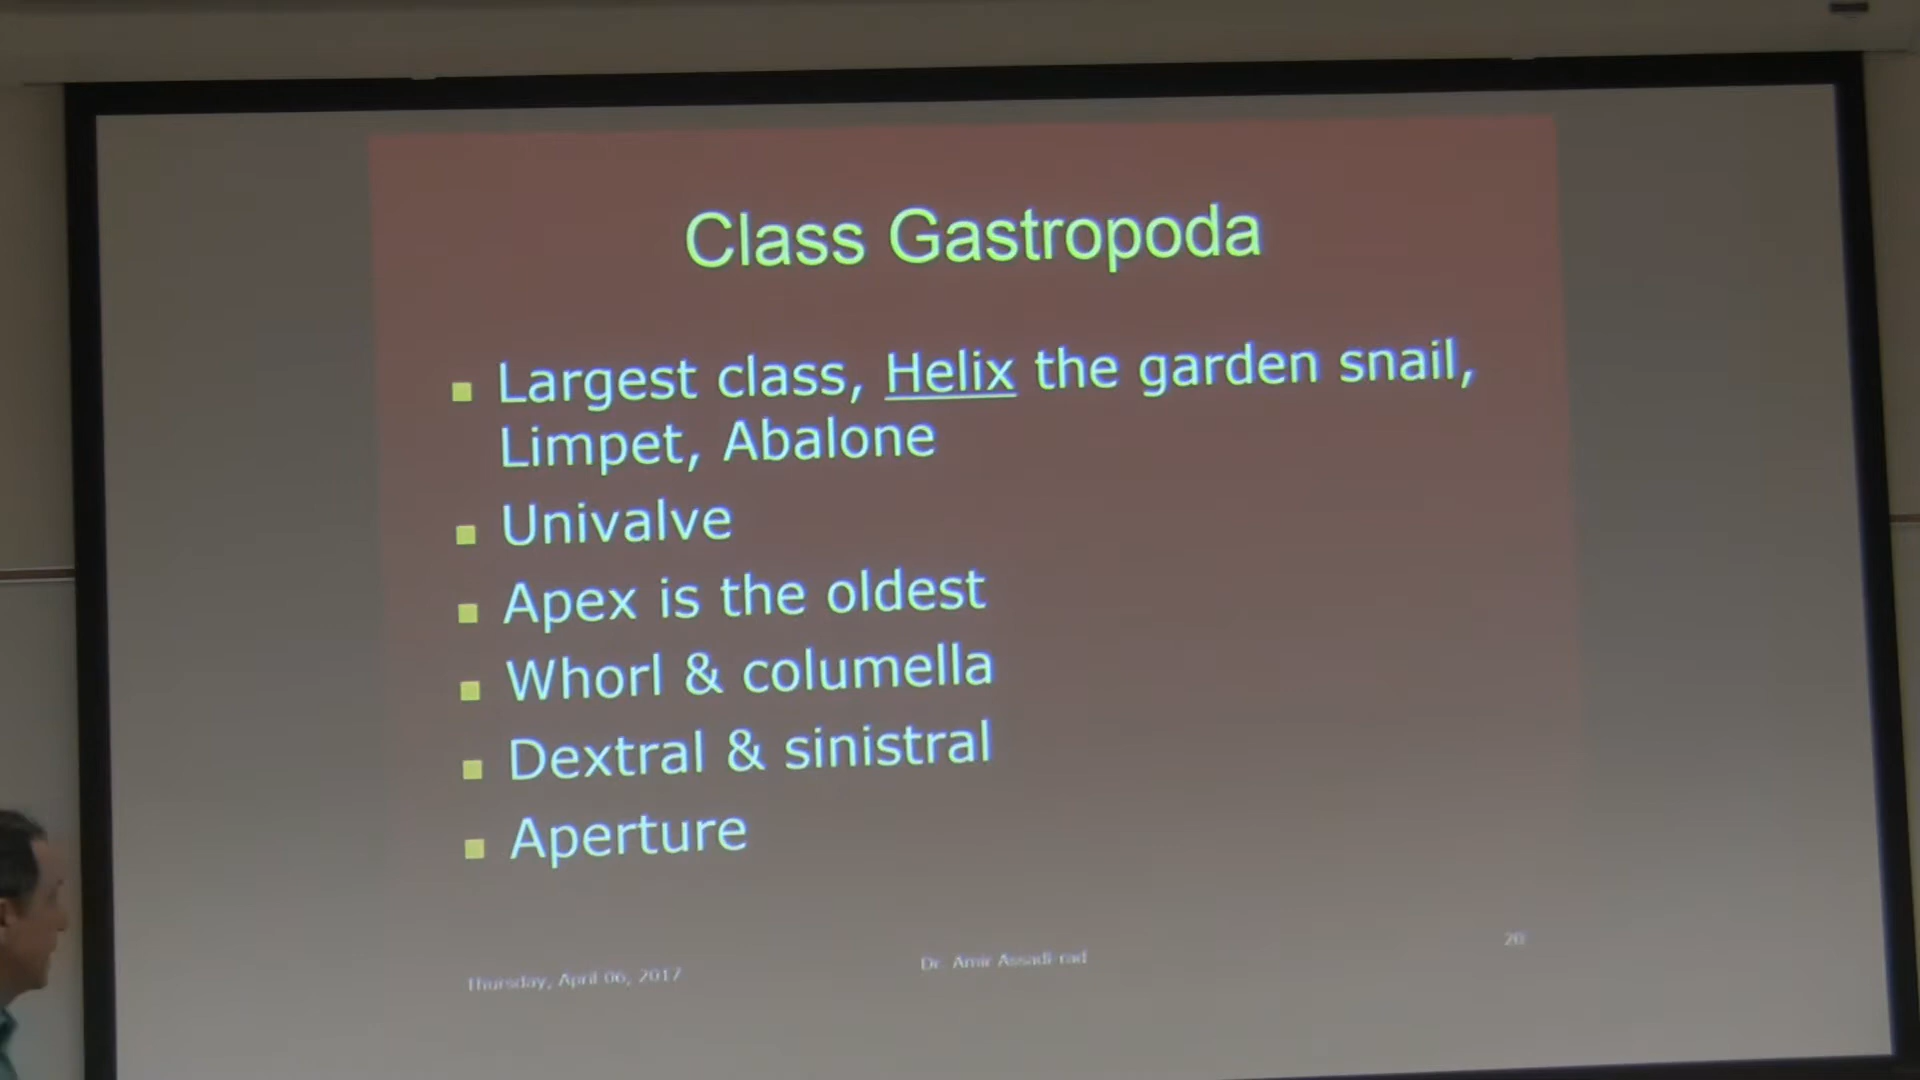 Class Gastropoda
Largest class, Helix the garden snail,
Limpet, Abalone
Univalve
Apex is the oldest
Whorl & columella
Dextral & sinistral
Aperture
Thursday, April 06, 2017
Dr. Amir Assadi-rad
20